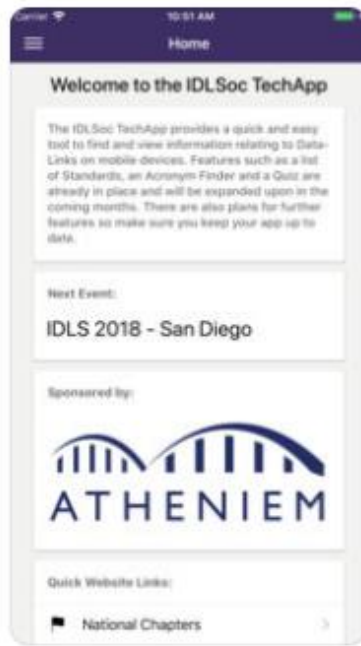 Carrier 10:51 AM
Home
Welcome to the IDLSoc TechApp
The IDLSoc TechApp provides a quick and easy
tool to find and view information relating to Data-
Links on mobile devices. Features such as a list
of Standards, an Acronym Finder and a Quiz are
already in place and will be expanded upon in the
coming months. There are also plans for further
features so make sure you keep your app up to
date.
Next Event:
IDLS 2018 - San Diego
Sponsored by:
ATHENIEM
Quick Website Links:
National Chapters